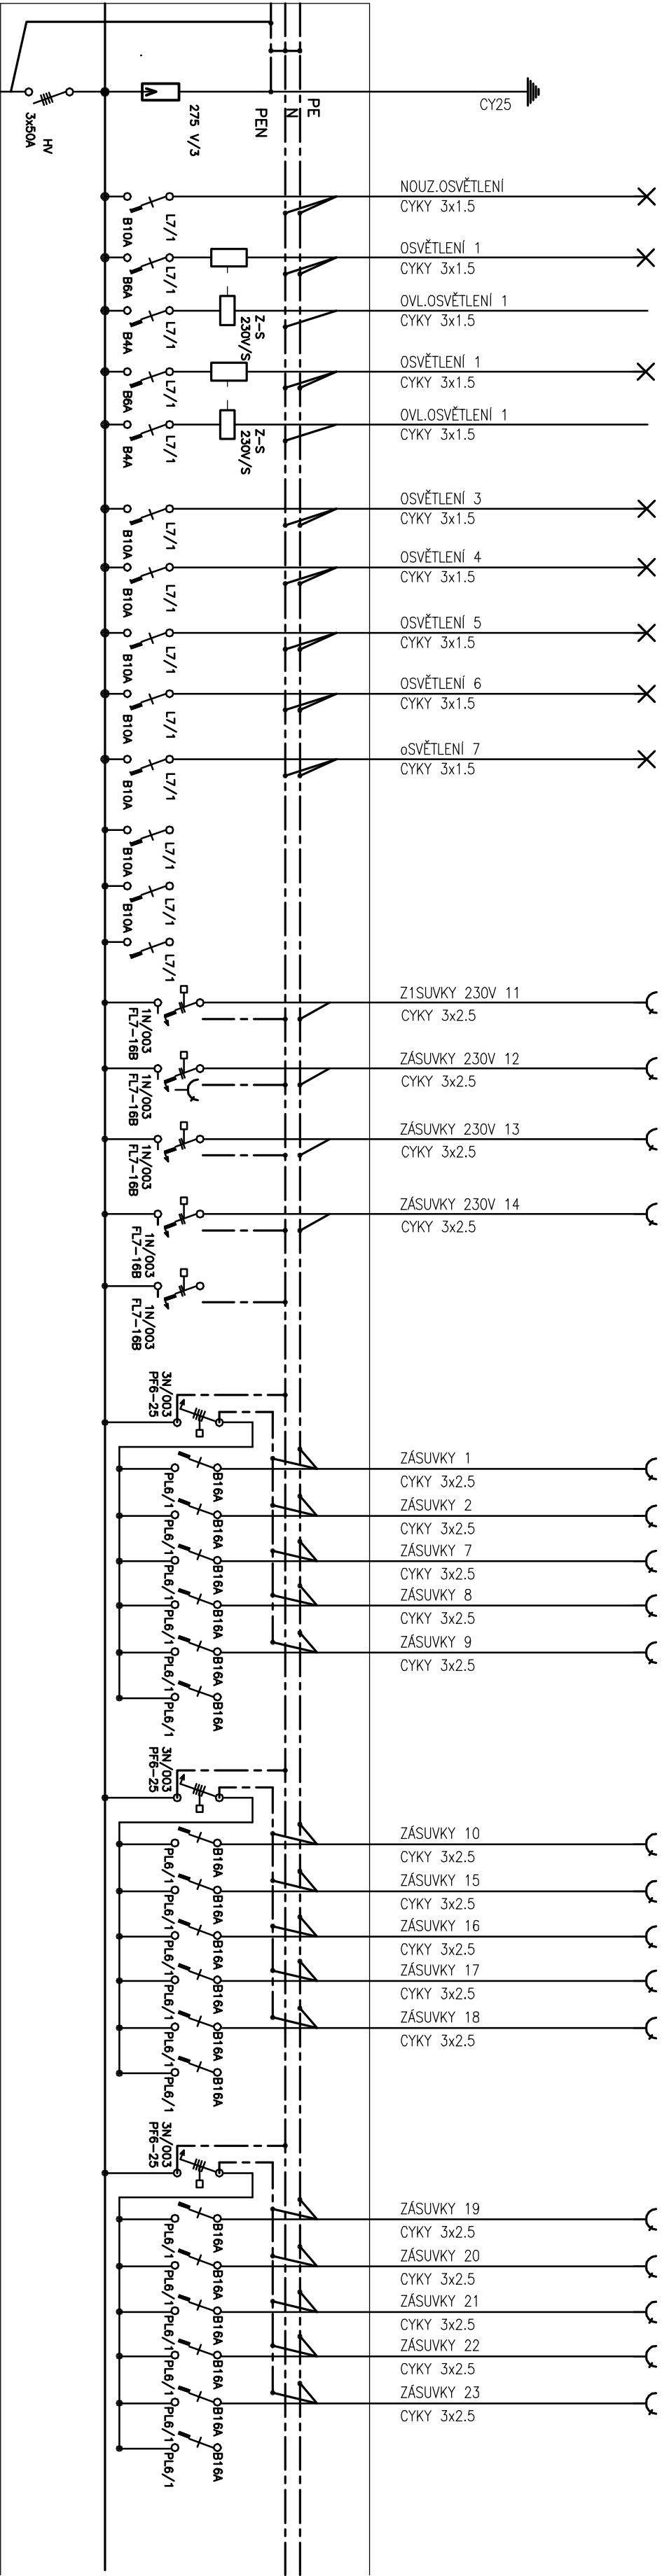 CY25
PE
N
PEN
275 V/3
HV
3x50A
NOUZ.OSVĚTLENÍ
CYKY 3x1.5
L7/1
B10A
OSVĚTLENÍ 1
CYKY 3x1.5
L7/1
B6A
OVL.OSVĚTLENÍ 1
CYKY 3x1.5
Z-S
230V/S
L7/1
B4A
OSVĚTLENÍ 1
CYKY 3x1.5
L7/1
B6A
OVL.OSVĚTLENÍ 1
CYKY 3x1.5
Z-S
230V/S
L7/1
B4A
OSVĚTLENÍ 3
CYKY 3x1.5
L7/1
B10A
OSVĚTLENÍ 4
CYKY 3x1.5
L7/1
B10A
OSVĚTLENÍ 5
CYKY 3x1.5
L7/1
B10A
OSVĚTLENÍ 6
CYKY 3x1.5
L7/1
B10A
oSVĚTLENÍ 7
CYKY 3x1.5
L7/1
B10A
L7/1
B10A
L7/1
B10A
L7/1
Z1SUVKY 230V 11
CYKY 3x2.5
1N/003
FL7-16B
ZÁSUVKY 230V 12
CYKY 3x2.5
1N/003
FL7-16B
ZÁSUVKY 230V 13
CYKY 3x2.5
1N/003
FL7-16B
ZÁSUVKY 230V 14
CYKY 3x2.5
1N/003
FL7-16B
1N/003
FL7-16B
3N/003
PF6-25
ZÁSUVKY 1
CYKY 3x2.5
B16A
PL6/1
ZÁSUVKY 2
CYKY 3x2.5
B16A
PL6/1
ZÁSUVKY 7
CYKY 3x2.5
B16A
PL6/1
ZÁSUVKY 8
CYKY 3x2.5
B16A
PL6/1
ZÁSUVKY 9
CYKY 3x2.5
B16A
PL6/1
B16A
PL6/1
3N/003
PF6-25
ZÁSUVKY 10
CYKY 3x2.5
B16A
PL6/1
ZÁSUVKY 15
CYKY 3x2.5
B16A
PL6/1
ZÁSUVKY 16
CYKY 3x2.5
B16A
PL6/1
ZÁSUVKY 17
CYKY 3x2.5
B16A
PL6/1
ZÁSUVKY 18
CYKY 3x2.5
B16A
PL6/1
B16A
PL6/1
3N/003
PF6-25
ZÁSUVKY 19
CYKY 3x2.5
B16A
PL6/1
ZÁSUVKY 20
CYKY 3x2.5
B16A
PL6/1
ZÁSUVKY 21
CYKY 3x2.5
B16A
PL6/1
ZÁSUVKY 22
CYKY 3x2.5
B16A
PL6/1
ZÁSUVKY 23
CYKY 3x2.5
B16A
PL6/1
B16A
PL6/1